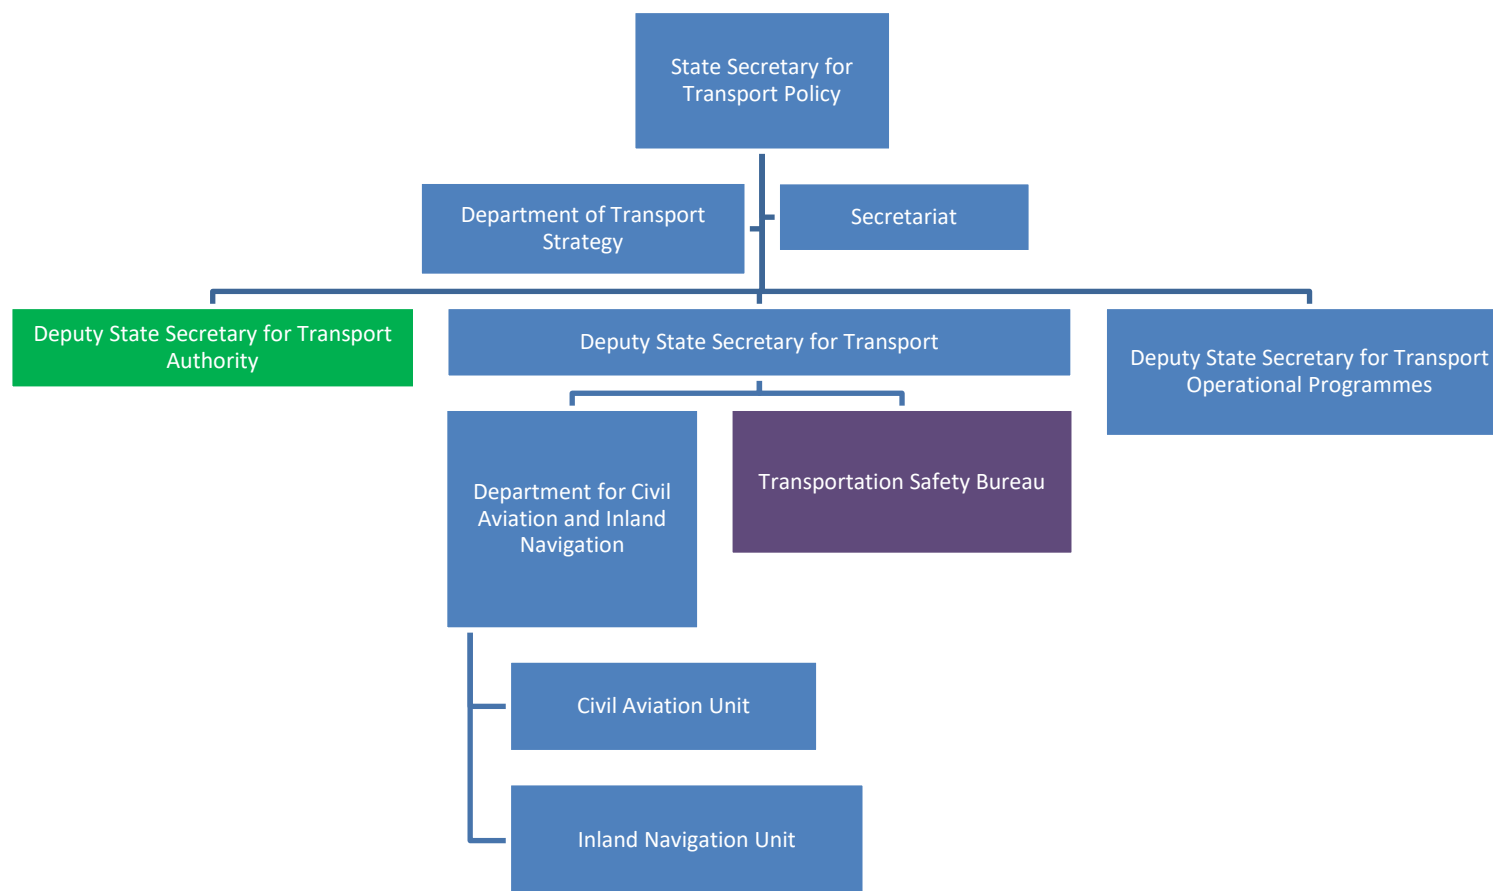 State Secretary for
Transport Policy
Department of Transport
Strategy
Secretariat
Deputy State Secretary for Transport
Authority
Deputy State Secretary for Transport
Deputy State Secretary for Transport
Operational Programmes
Department for Civil
Aviation and Inland
Navigation
Transportation Safety Bureau
Civil Aviation Unit
Inland Navigation Unit